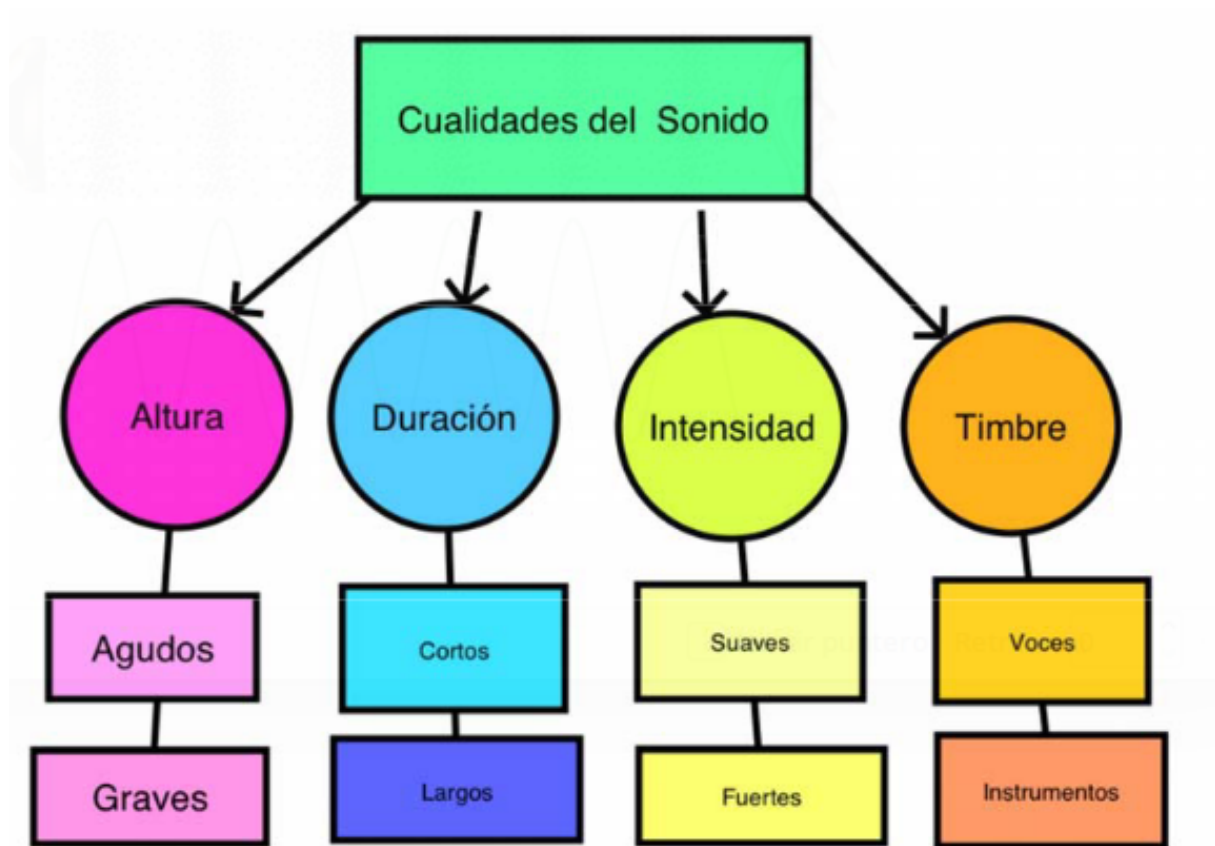 Cualidades del Sonido
Altura
Duración
Intensidad
Timbre
Agudos
Cortos
Suaves
Voces
Graves
Largos
Fuertes
Instrumentos